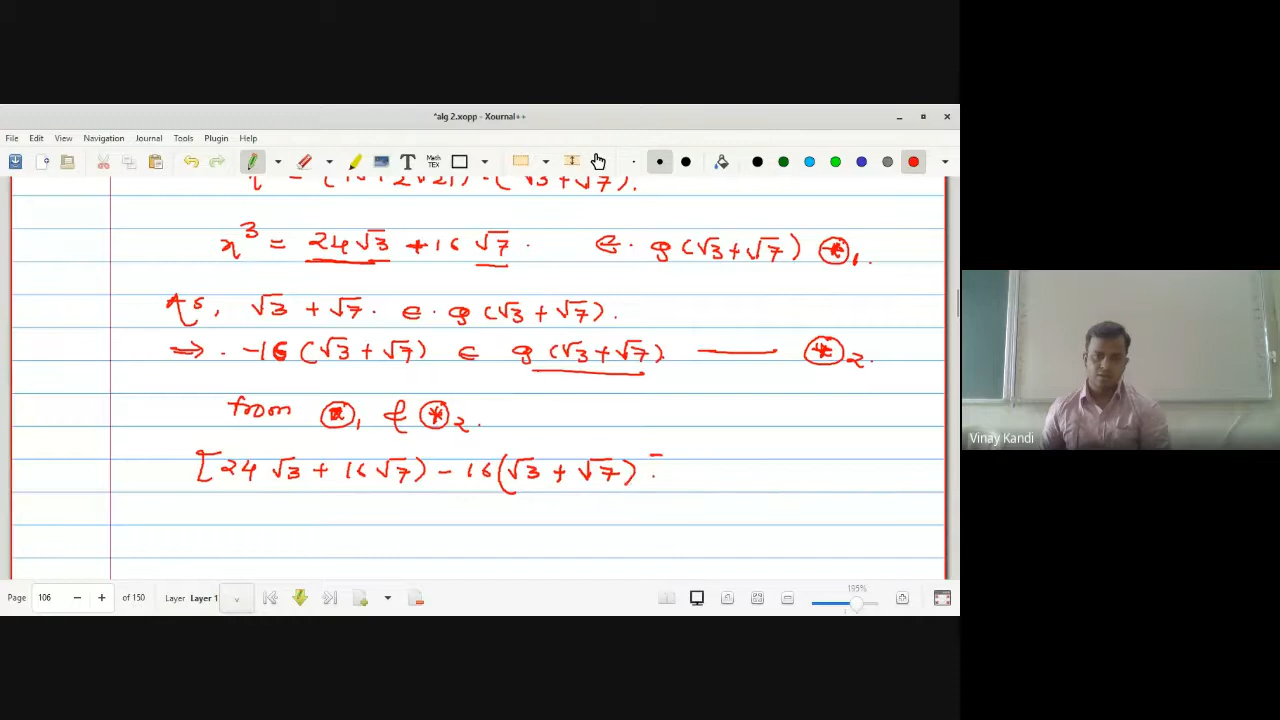 *alg 2.xopp - Xournal++
File Edit View Navigation Journal Tools Plugin Help
x³ = 24√3 + 16√7 . ∈ . Q(√3+√7) ⊛₁ .
As, √3 + √7 . ∈ . Q(√3 + √7) .
⇒ . -16(√3 + √7) ∈ Q(√3+√7) . —— ⊛₂ .
from ⊛₁ & ⊛₂ .
[24√3 + 16√7) - 16(√3 + √7)
Vinay Kandi
Page 106 of 150 Layer Layer 1 195%